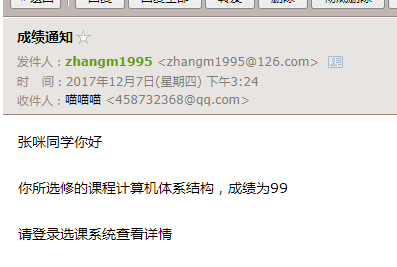 成绩通知
发件人：zhangm1995 <zhangm1995@126.com>
时　间：2017年12月7日(星期四) 下午3:24
收件人：喵喵喵 <458732368@qq.com>
张咪同学你好
你所选修的课程计算机体系结构，成绩为99
请登录选课系统查看详情